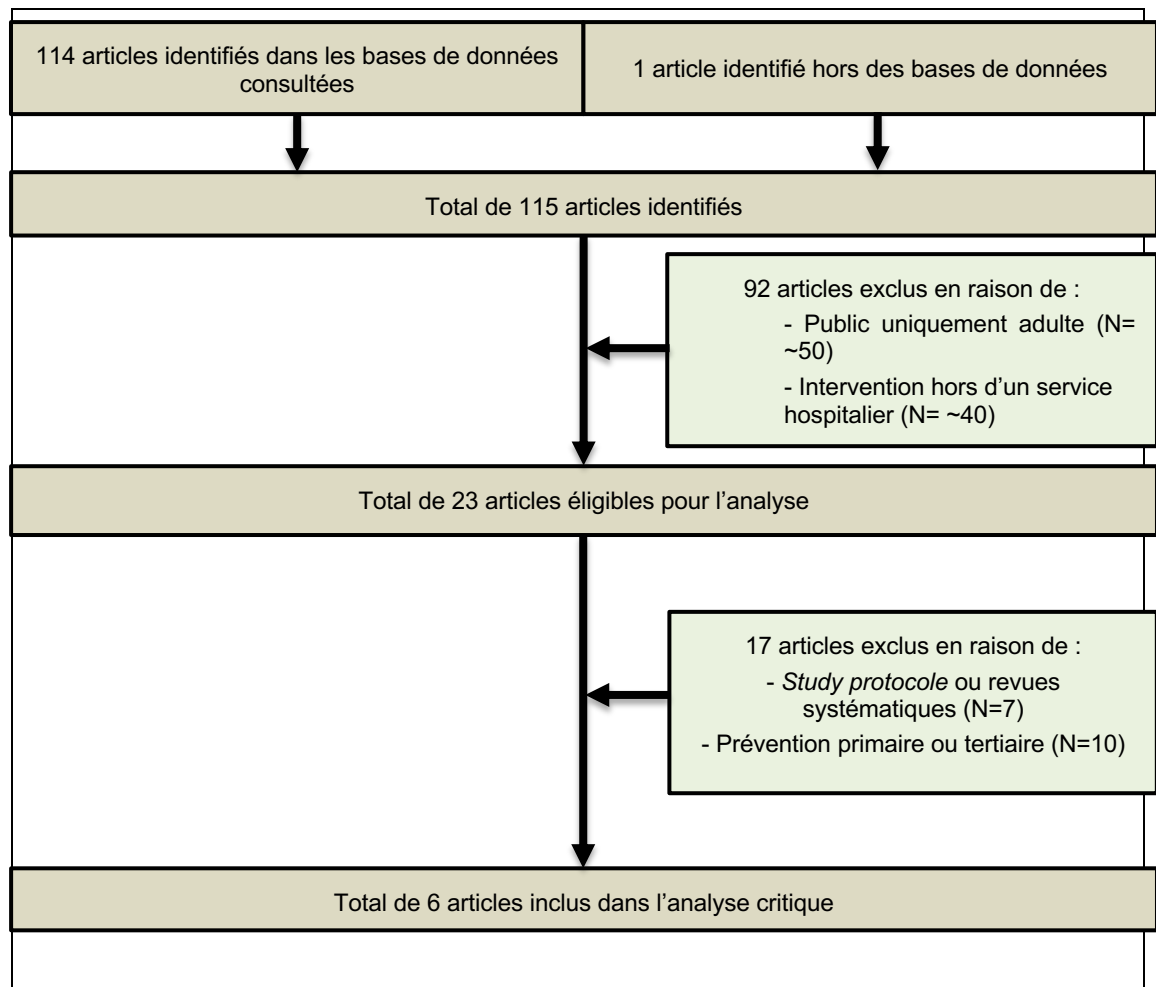 114 articles identifiés dans les bases de données
consultées
1 article identifié hors des bases de données
Total de 115 articles identifiés
92 articles exclus en raison de :
- Public uniquement adulte (N=
~50)
- Intervention hors d’un service
hospitalier (N= ~40)
Total de 23 articles éligibles pour l’analyse
17 articles exclus en raison de :
- Study protocole ou revues
systématiques (N=7)
- Prévention primaire ou tertiaire (N=10)
Total de 6 articles inclus dans l’analyse critique